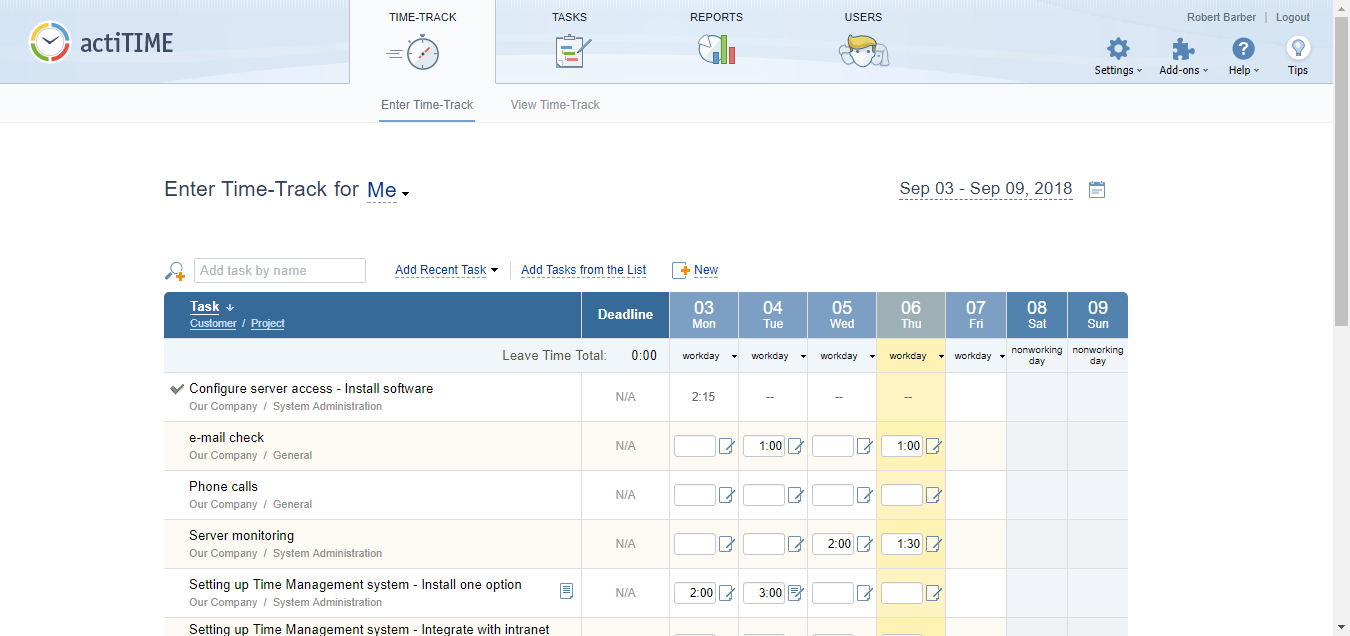 TIME-TRACK TASKS REPORTS USERS Robert Barber | Logout
actiTIME
Settings Add-ons Help Tips
Enter Time-Track View Time-Track
Enter Time-Track for Me Sep 03 - Sep 09, 2018
Add task by name Add Recent Task Add Tasks from the List New
Task ↓ Deadline 03 04 05 06 07 08 09
Customer / Project Mon Tue Wed Thu Fri Sat Sun
Leave Time Total: 0:00 workday workday workday workday workday nonworking day nonworking day
Configure server access - Install software N/A 2:15 -- -- --
Our Company / System Administration
e-mail check N/A 1:00 1:00
Our Company / General
Phone calls N/A
Our Company / General
Server monitoring N/A 2:00 1:30
Our Company / System Administration
Setting up Time Management system - Install one option N/A 2:00 3:00
Our Company / System Administration
Setting up Time Management system - Integrate with intranet